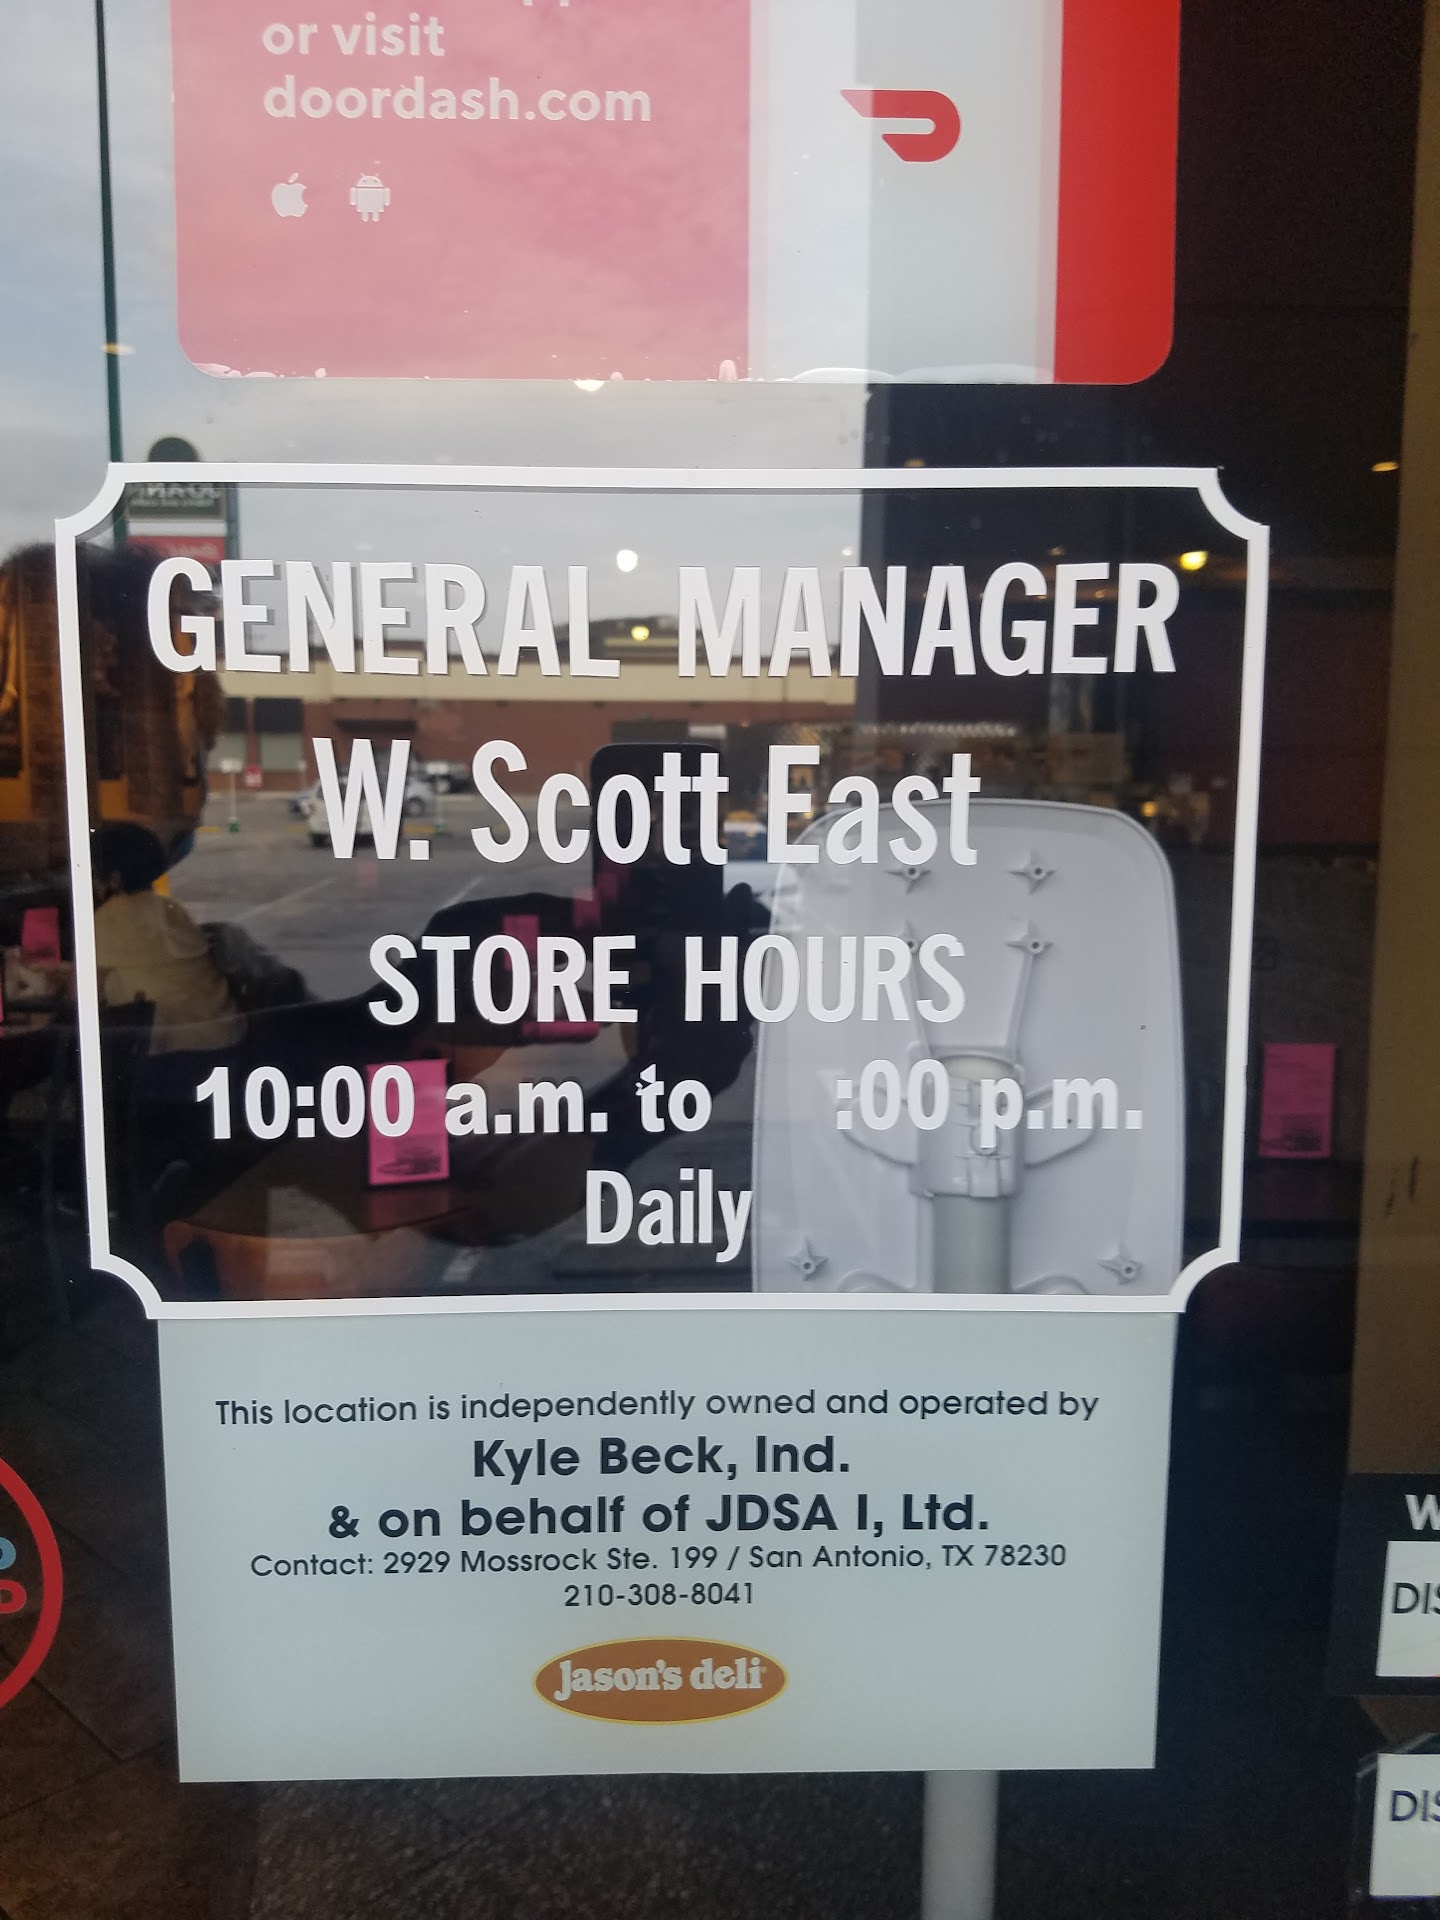 or visit
doordash.com
GENERAL MANAGER
W. Scott East
STORE HOURS
10:00 a.m. to :00 p.m.
Daily
This location is independently owned and operated by
Kyle Beck, Ind.
& on behalf of JDSA I, Ltd.
Contact: 2929 Mossrock Ste. 199 / San Antonio, TX 78230
210-308-8041
Jason's deli
W
DIS
DIS